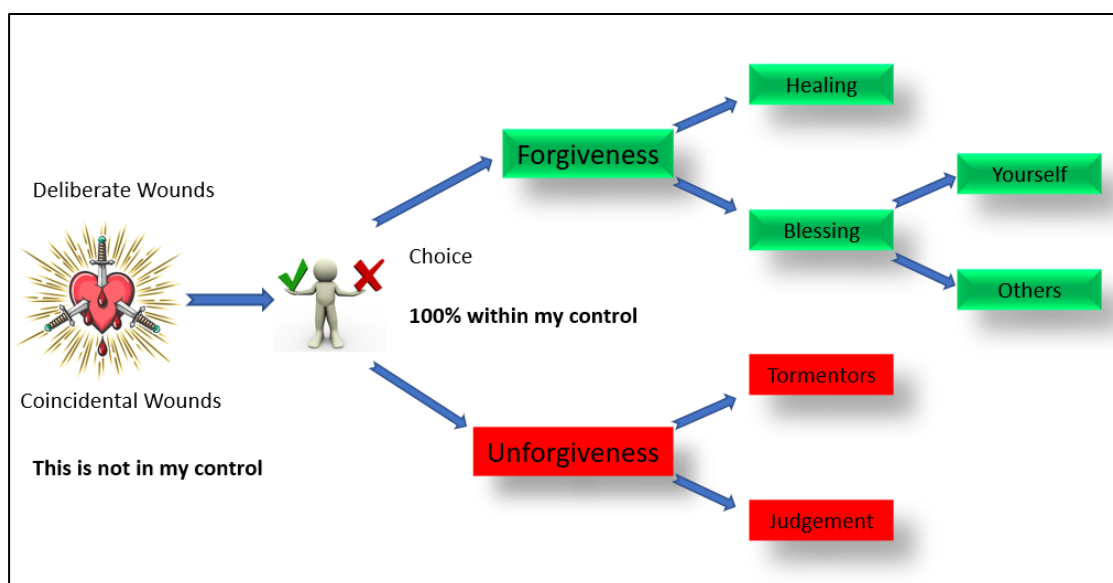 Deliberate Wounds
Coincidental Wounds
This is not in my control
Choice
100% within my control
Forgiveness
Healing
Blessing
Yourself
Others
Unforgiveness
Tormentors
Judgement